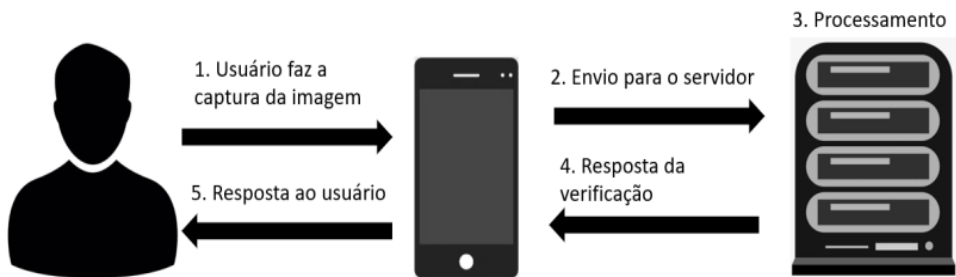 1. Usuário faz a
captura da imagem
2. Envio para o servidor
3. Processamento
4. Resposta da
verificação
5. Resposta ao usuário